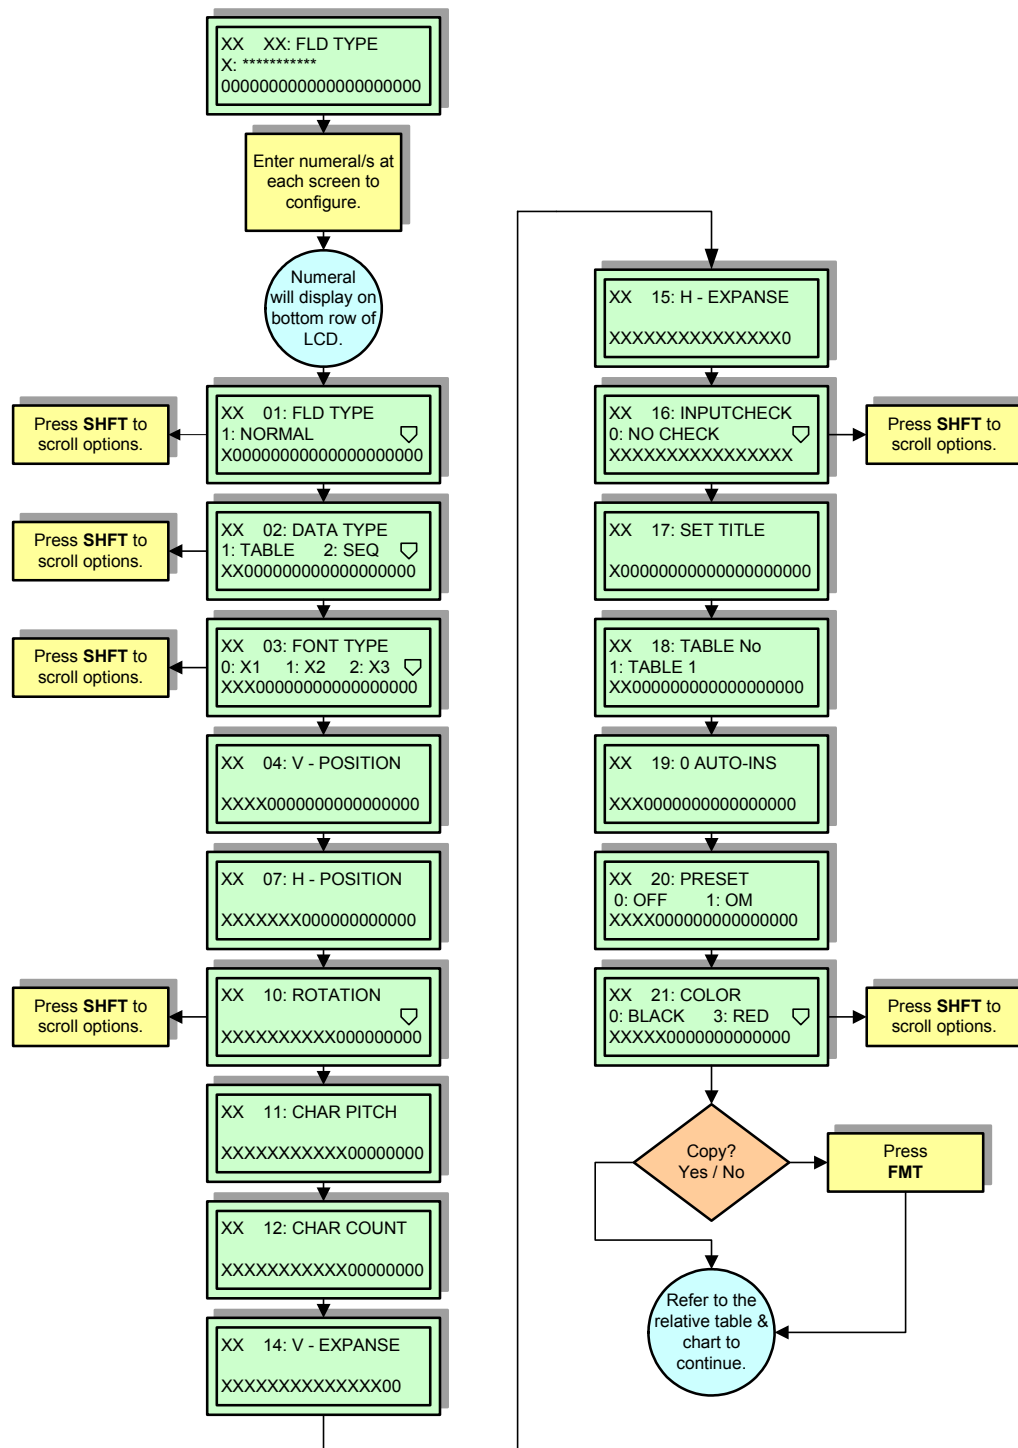 XX XX: FLD TYPE
X: ***********
000000000000000000000
Enter numeral/s at
each screen to
configure.
Numeral
will display on
bottom row of
LCD.
XX 01: FLD TYPE
1: NORMAL
X00000000000000000000
Press SHFT to
scroll options.
XX 02: DATA TYPE
1: TABLE 2: SEQ
XX000000000000000000
Press SHFT to
scroll options.
XX 03: FONT TYPE
0: X1 1: X2 2: X3
XXX00000000000000000
Press SHFT to
scroll options.
XX 04: V - POSITION
XXXX0000000000000000
XX 07: H - POSITION
XXXXXXX000000000000
XX 10: ROTATION
XXXXXXXXXX000000000
Press SHFT to
scroll options.
XX 11: CHAR PITCH
XXXXXXXXXXX00000000
XX 12: CHAR COUNT
XXXXXXXXXXX00000000
XX 14: V - EXPANSE
XXXXXXXXXXXXXX00
XX 15: H - EXPANSE
XXXXXXXXXXXXXXX0
XX 16: INPUTCHECK
0: NO CHECK
XXXXXXXXXXXXXXXX
Press SHFT to
scroll options.
XX 17: SET TITLE
X00000000000000000000
XX 18: TABLE No
1: TABLE 1
XX000000000000000000
XX 19: 0 AUTO-INS
XXX0000000000000000
XX 20: PRESET
0: OFF 1: OM
XXXX000000000000000
XX 21: COLOR
0: BLACK 3: RED
XXXXX0000000000000
Press SHFT to
scroll options.
Copy?
Yes / No
Press
FMT
Refer to the
relative table &
chart to
continue.